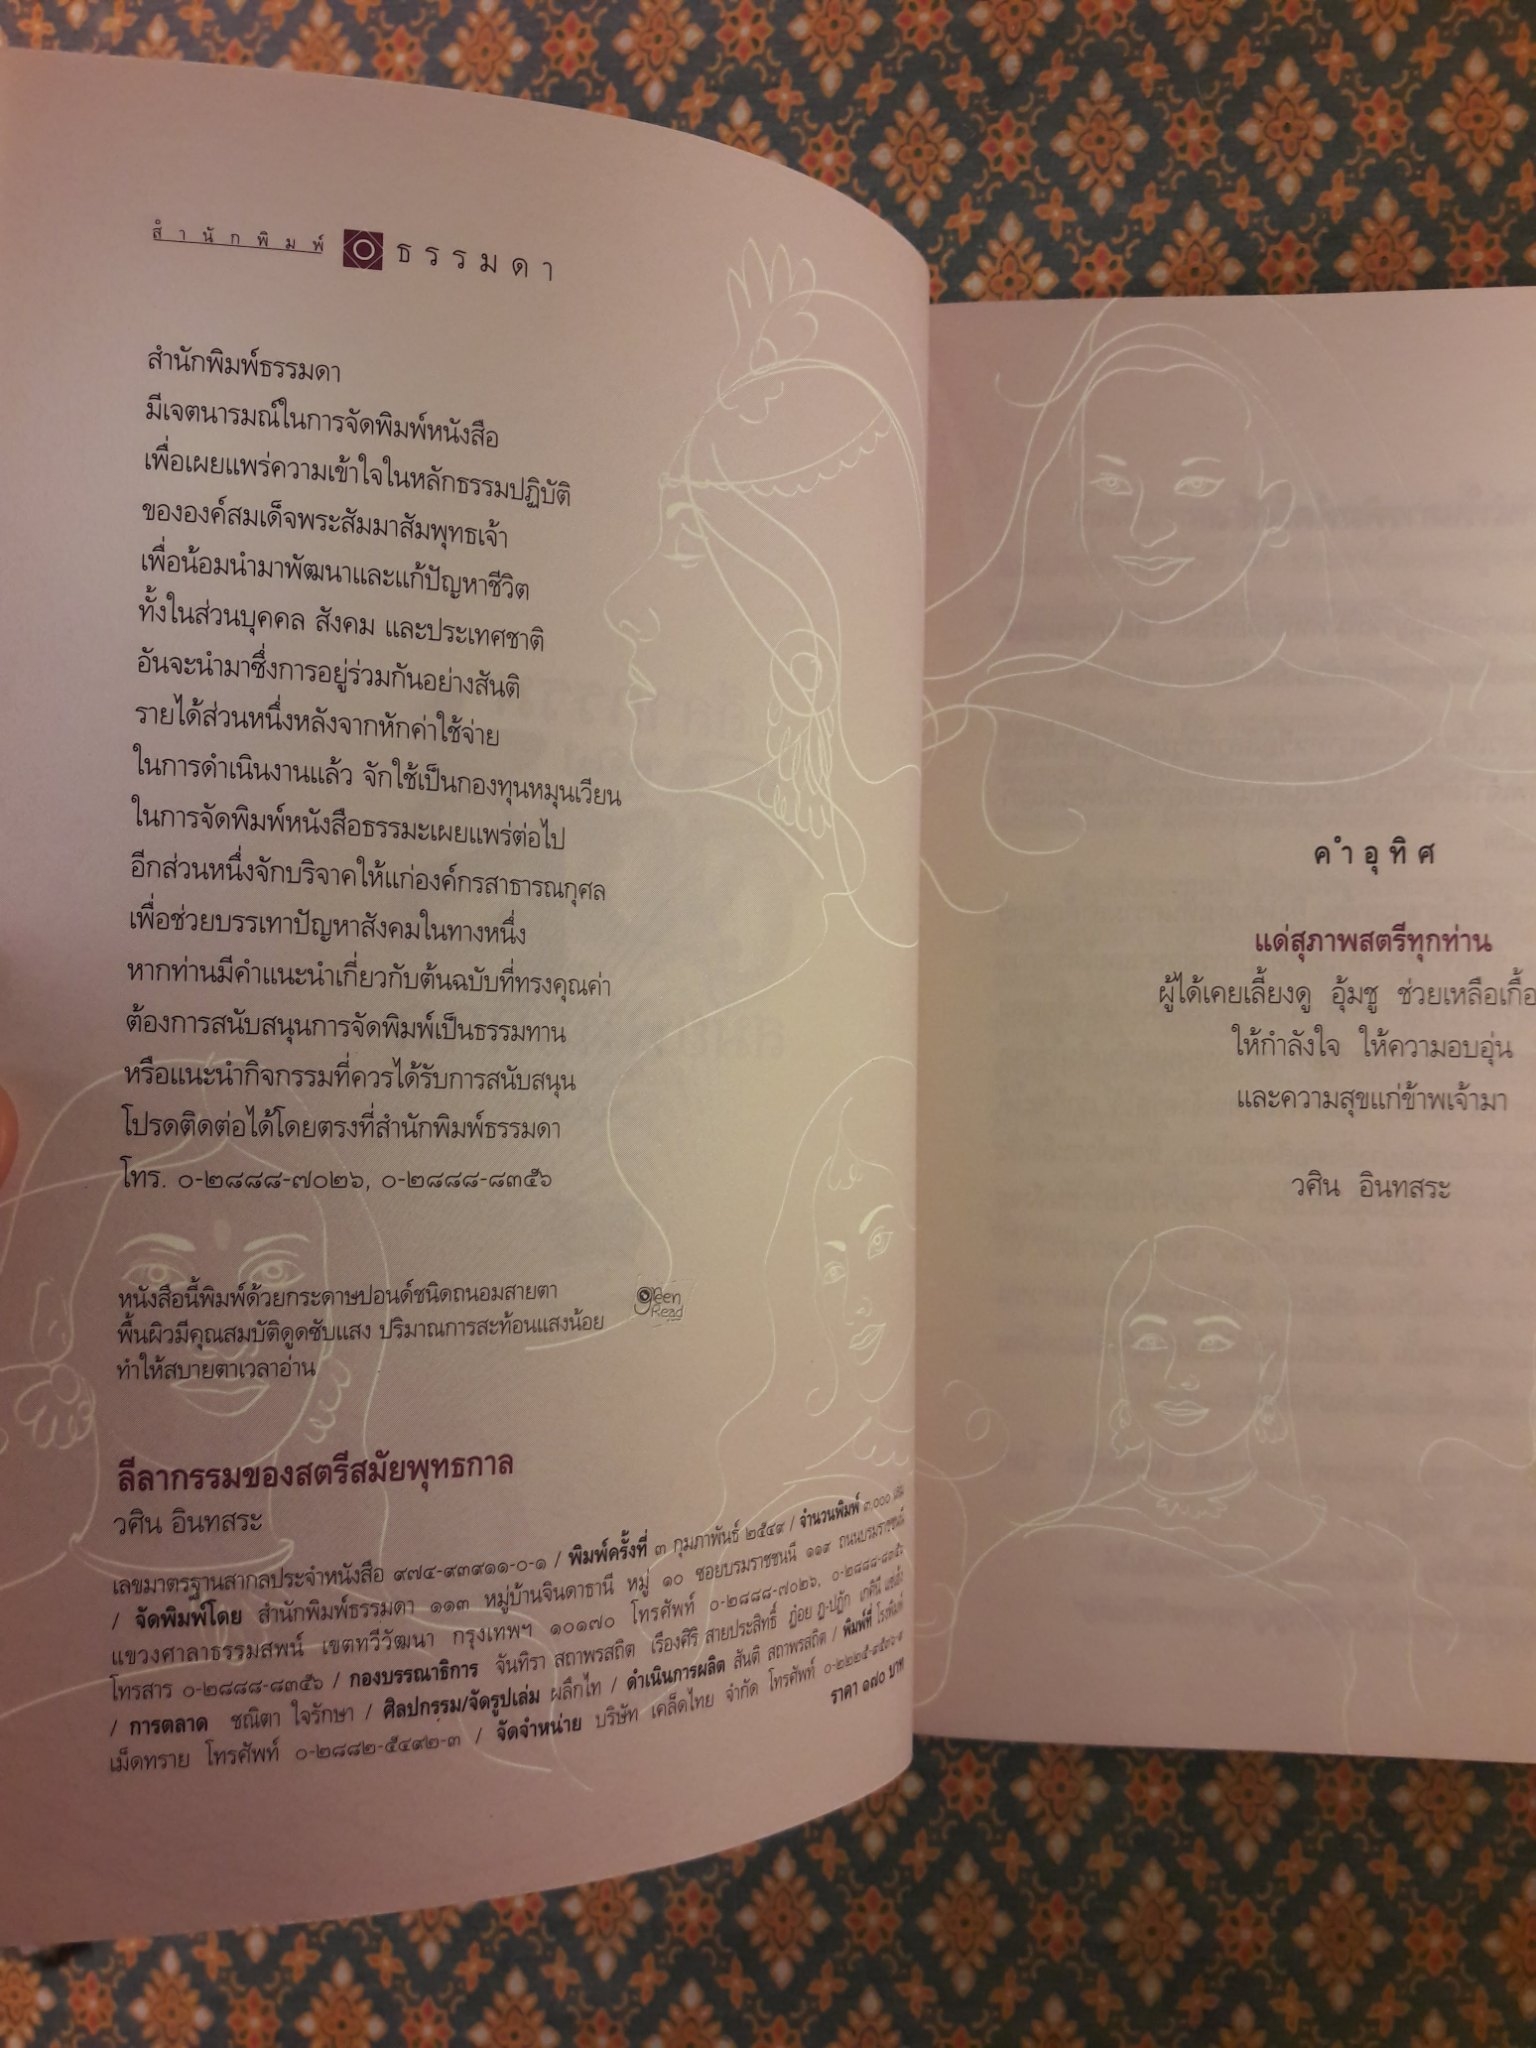 สำนักพิมพ์ ธรรมดา
สำนักพิมพ์ธรรมดา
มีเจตนารมณ์ในการจัดพิมพ์หนังสือ
เพื่อเผยแพร่ความเข้าใจในหลักธรรมปฏิบัติ
ขององค์สมเด็จพระสัมมาสัมพุทธเจ้า
เพื่อน้อมนำมาพัฒนาและแก้ปัญหาชีวิต
ทั้งในส่วนบุคคล สังคม และประเทศชาติ
อันจะนำมาซึ่งการอยู่ร่วมกันอย่างสันติ
รายได้ส่วนหนึ่งหลังจากหักค่าใช้จ่าย
ในการดำเนินงานแล้ว จักใช้เป็นกองทุนหมุนเวียน
ในการจัดพิมพ์หนังสือธรรมะเผยแพร่ต่อไป
อีกส่วนหนึ่งจักบริจาคให้แก่องค์กรสาธารณกุศล
เพื่อช่วยบรรเทาปัญหาสังคมในทางหนึ่ง
หากท่านมีคำแนะนำเกี่ยวกับต้นฉบับที่ทรงคุณค่า
ต้องการสนับสนุนการจัดพิมพ์เป็นธรรมทาน
หรือแนะนำกิจกรรมที่ควรได้รับการสนับสนุน
โปรดติดต่อได้โดยตรงที่สำนักพิมพ์ธรรมดา
โทร. ๐-๒๘๘๘-๗๐๒๖, ๐-๒๘๘๘-๘๓๕๖
หนังสือนี้พิมพ์ด้วยกระดาษปอนด์ชนิดถนอมสายตา
พื้นผิวมีคุณสมบัติดูดซับแสง ปริมาณการสะท้อนแสงน้อย
ทำให้สบายตาเวลาอ่าน
green
Read
ลีลากรรมของสตรีสมัยพุทธกาล
วศิน อินทสระ
เลขมาตรฐานสากลประจำหนังสือ ๙๗๔-๙๓๙๑๑-๐-๑ / พิมพ์ครั้งที่ ๓ กุมภาพันธ์ ๒๕๔๙ / จำนวนพิมพ์ ๓,๐๐๐ เล่ม
/ จัดพิมพ์โดย สำนักพิมพ์ธรรมดา ๑๑๓ หมู่บ้านจินดาธานี หมู่ ๑๐ ซอยบรมราชชนนี ๑๑๙ ถนนบรมราชชนนี
แขวงศาลาธรรมสพน์ เขตทวีวัฒนา กรุงเทพฯ ๑๐๑๗๐ โทรศัพท์ ๐-๒๘๘๘-๗๐๒๖, ๐-๒๘๘๘-๘๓๕๖
โทรสาร ๐-๒๘๘๘-๘๓๕๖ / กองบรรณาธิการ จันทิรา สถาพรสถิต เรืองศิริ สายประสิทธิ์
/ การตลาด ชณิตา ใจรักษา / ศิลปกรรม/จัดรูปเล่ม ผลึกไท / ดำเนินการผลิต สันติ สถาพรสถิต / พิมพ์ที่ โรงพิมพ์
เม็ดทราย โทรศัพท์ ๐-๒๘๘๒-๕๔๙๒-๓ / จัดจำหน่าย บริษัท เคล็ดไทย จำกัด โทรศัพท์ ๐-๒๒๒๕-๙๕๓๖-๙
ราคา ๑๗๐ บาท
คำอุทิศ
แด่สุภาพสตรีทุกท่าน
ผู้ได้เคยเลี้ยงดู อุ้มชู ช่วยเหลือเกื้อ
ให้กำลังใจ ให้ความอบอุ่น
และความสุขแก่ข้าพเจ้ามา
วศิน อินทสระ